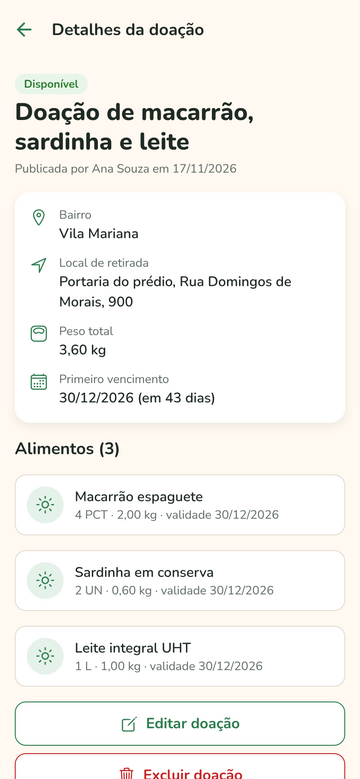 Detalhes da doação
Disponível
Doação de macarrão,
sardinha e leite
Publicada por Ana Souza em 17/11/2026
Bairro
Vila Mariana
Local de retirada
Portaria do prédio, Rua Domingos de
Morais, 900
Peso total
3,60 kg
Primeiro vencimento
30/12/2026 (em 43 dias)
Alimentos (3)
Macarrão espaguete
4 PCT · 2,00 kg · validade 30/12/2026
Sardinha em conserva
2 UN · 0,60 kg · validade 30/12/2026
Leite integral UHT
1 L · 1,00 kg · validade 30/12/2026
Editar doação
Excluir doação